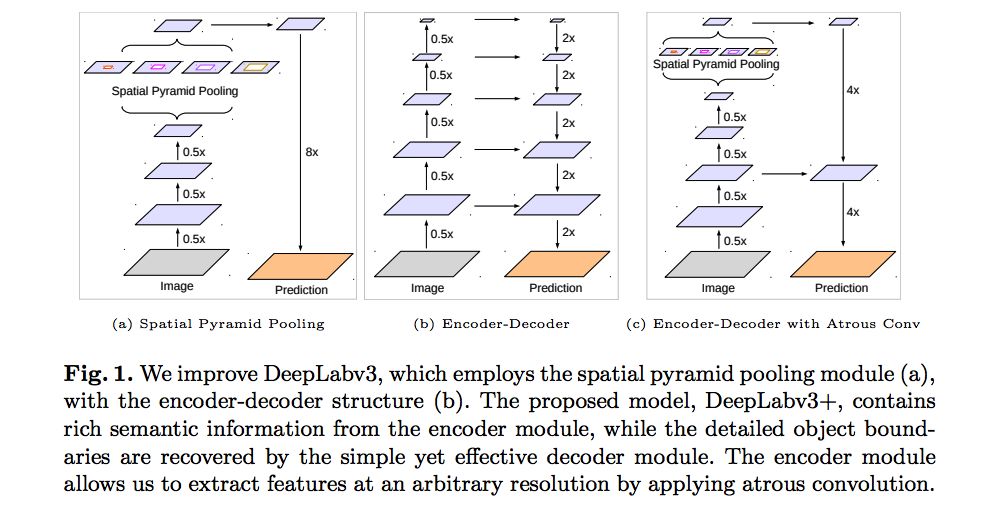 Spatial Pyramid Pooling
0.5x
0.5x
0.5x
8x
Image
Prediction
(a) Spatial Pyramid Pooling
0.5x
0.5x
0.5x
0.5x
0.5x
2x
2x
2x
2x
2x
Image
Prediction
(b) Encoder-Decoder
Spatial Pyramid Pooling
0.5x
0.5x
0.5x
0.5x
4x
4x
Image
Prediction
(c) Encoder-Decoder with Atrous Conv
Fig. 1. We improve DeepLabv3, which employs the spatial pyramid pooling module (a),
with the encoder-decoder structure (b). The proposed model, DeepLabv3+, contains
rich semantic information from the encoder module, while the detailed object bound-
aries are recovered by the simple yet effective decoder module. The encoder module
allows us to extract features at an arbitrary resolution by applying atrous convolution.